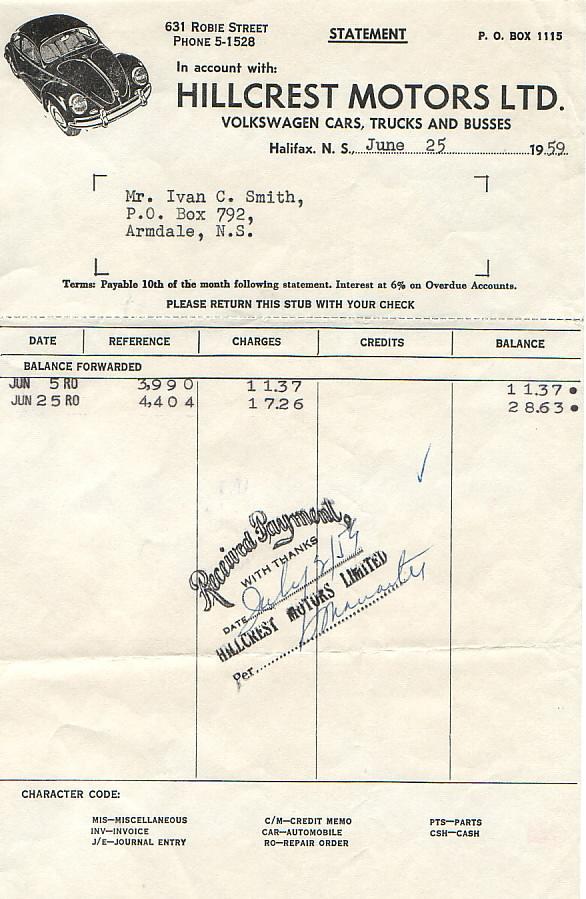 631 ROBIE STREET
PHONE 5-1528
STATEMENT
P. O. BOX 1115
In account with:
HILLCREST MOTORS LTD.
VOLKSWAGEN CARS, TRUCKS AND BUSSES
Halifax. N. S., June 25 1959
Mr. Ivan C. Smith,
P.O. Box 792,
Armdale, N.S.
Terms: Payable 10th of the month following statement. Interest at 6% on Overdue Accounts.
PLEASE RETURN THIS STUB WITH YOUR CHECK
DATE REFERENCE CHARGES CREDITS BALANCE
BALANCE FORWARDED
JUN 5 RO 3,990 11.37 11.37 •
JUN 25 RO 4,404 17.26 28.63 •
Received Payment
WITH THANKS
DATE July /59
HILLCREST MOTORS LIMITED
Per
CHARACTER CODE:
MIS—MISCELLANEOUS C/M—CREDIT MEMO PTS—PARTS
INV—INVOICE CAR—AUTOMOBILE CSH—CASH
J/E—JOURNAL ENTRY RO—REPAIR ORDER